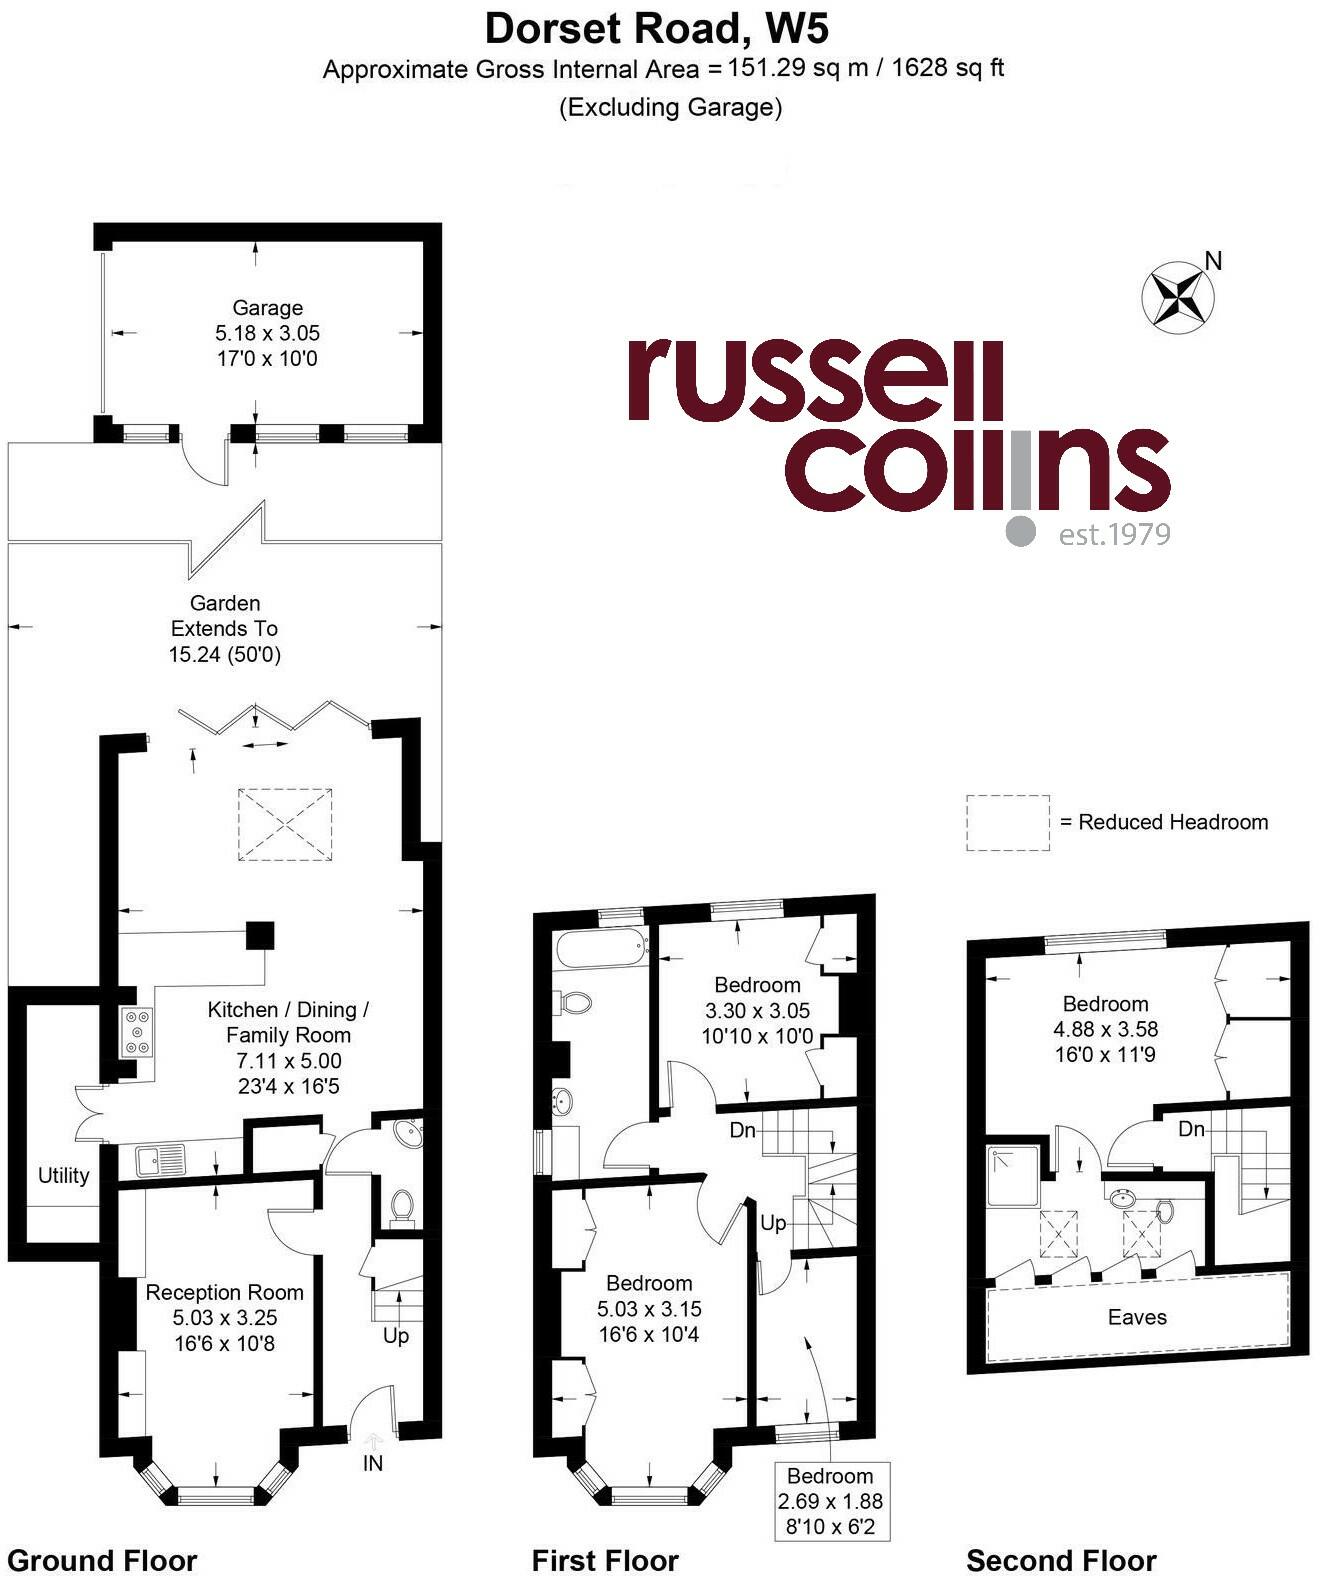 Dorset Road, W5
Approximate Gross Internal Area = 151.29 sq m / 1628 sq ft
(Excluding Garage)
N
Garage
5.18 x 3.05
17'0 x 10'0
russell
collins
est.1979
Garden
Extends To
15.24 (50'0)
= Reduced Headroom
Kitchen / Dining /
Family Room
7.11 x 5.00
23'4 x 16'5
Utility
Reception Room
5.03 x 3.25
16'6 x 10'8
Up
IN
Ground Floor
Bedroom
3.30 x 3.05
10'10 x 10'0
Dn
Up
Bedroom
5.03 x 3.15
16'6 x 10'4
Bedroom
2.69 x 1.88
8'10 x 6'2
First Floor
Bedroom
4.88 x 3.58
16'0 x 11'9
Dn
Eaves
Second Floor